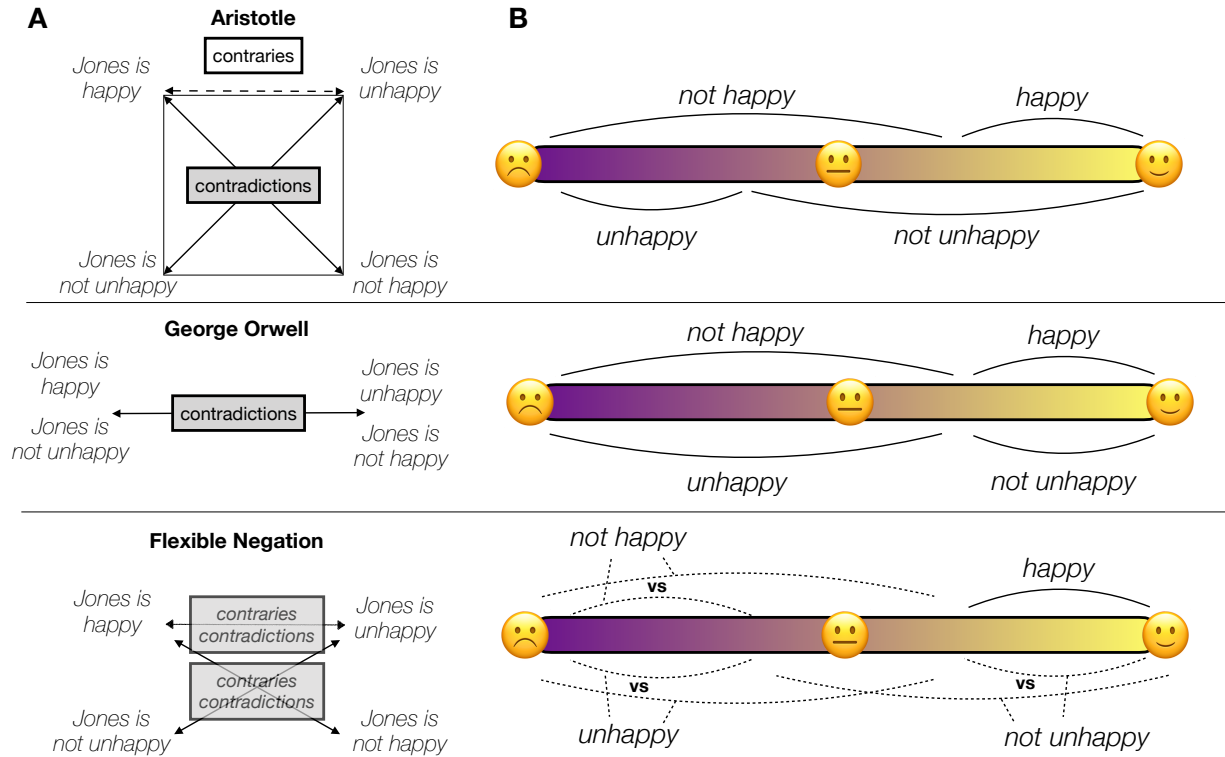 A
Aristotle
contraries
Jones is
happy
Jones is
unhappy
contradictions
Jones is
not unhappy
Jones is
not happy
B
not happy
happy
unhappy
not unhappy
George Orwell
Jones is
happy
Jones is
not unhappy
contradictions
Jones is
unhappy
Jones is
not happy
not happy
happy
unhappy
not unhappy
Flexible Negation
Jones is
happy
contraries
contradictions
Jones is
unhappy
contraries
contradictions
Jones is
not unhappy
Jones is
not happy
not happy
vs
happy
vs
vs
unhappy
not unhappy